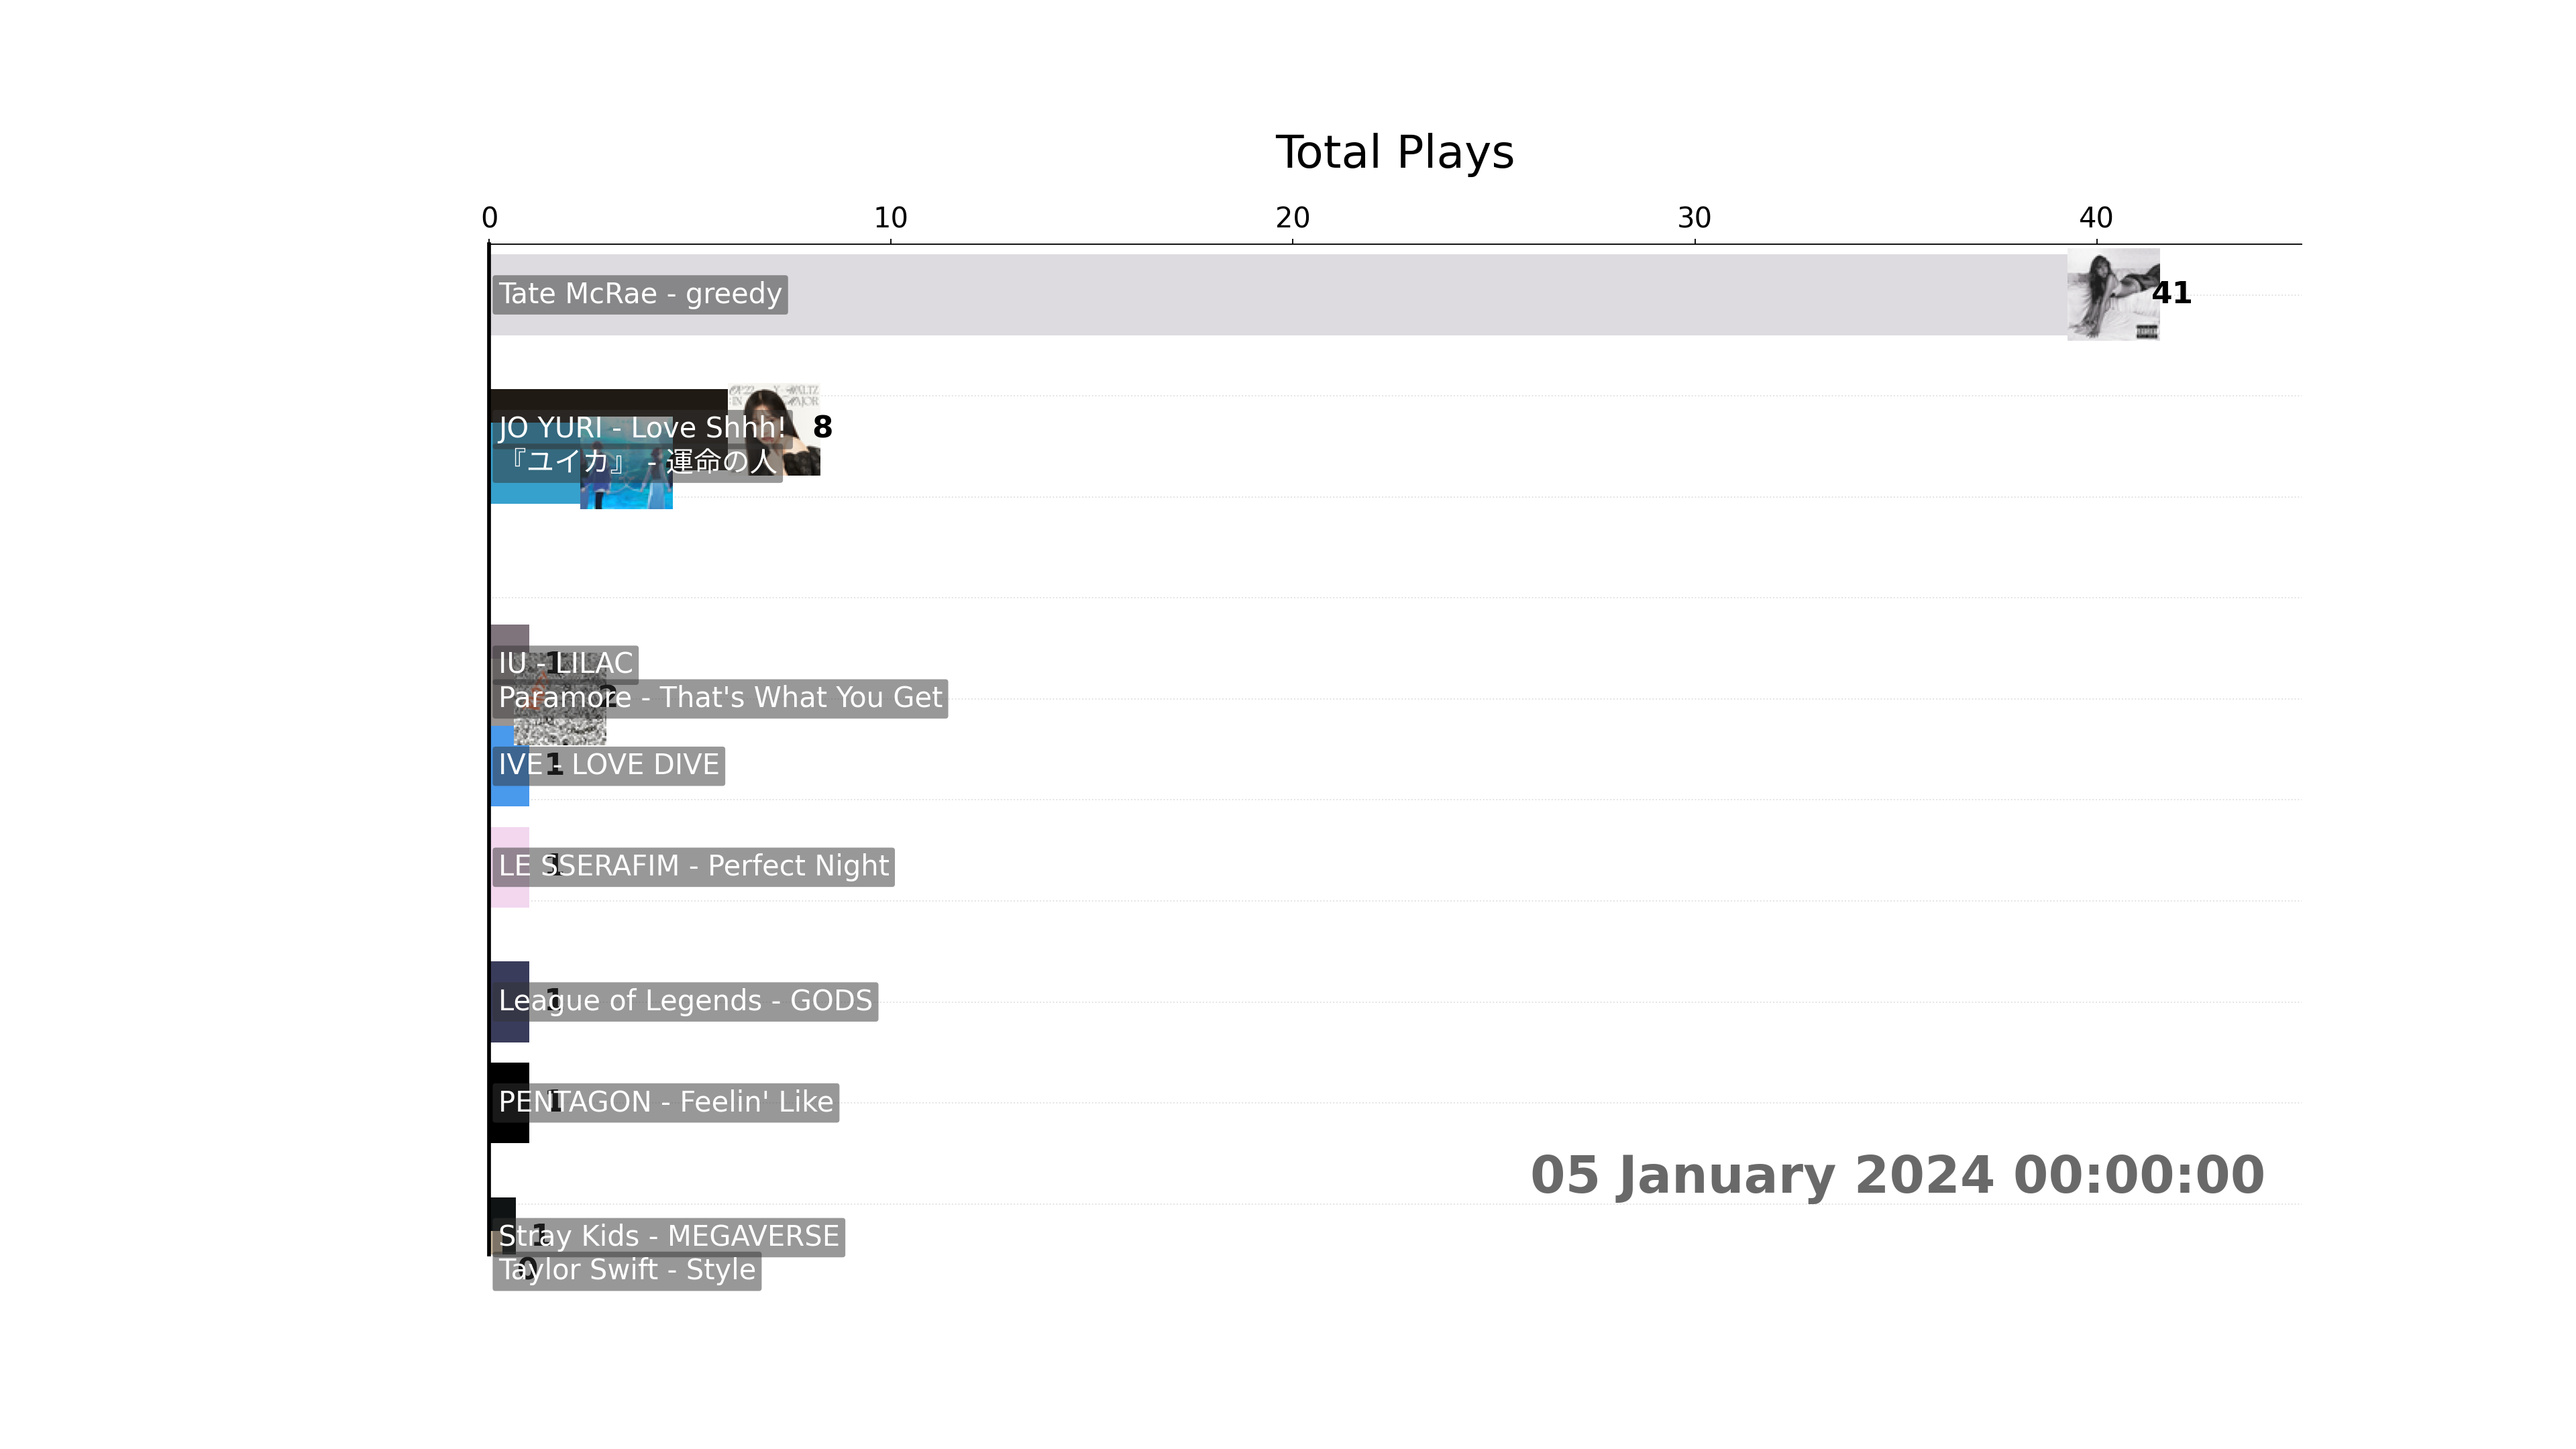 Total Plays
0 10 20 30 40
Tate McRae - greedy 41
JO YURI - Love Shhh! 8
『ユイカ』 - 運命の人
IU - LILAC 1
Paramore - That's What You Get 2
IVE - LOVE DIVE 1
LE SSERAFIM - Perfect Night 1
League of Legends - GODS 1
PENTAGON - Feelin' Like 1
05 January 2024 00:00:00
Stray Kids - MEGAVERSE 1
Taylor Swift - Style 0